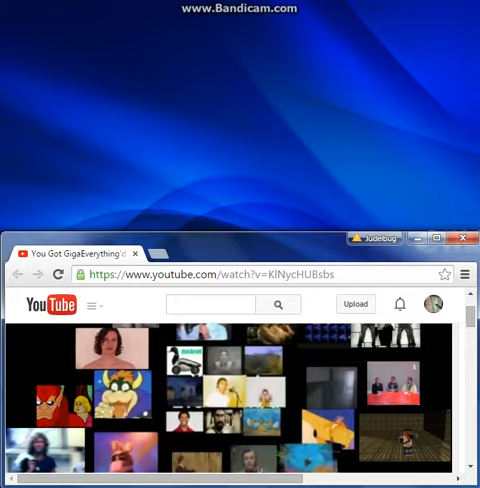 www.Bandicam.com
Judelbug
You Got GigaEverything'd
https://www.youtube.com/watch?v=KlNycHUBsbs
YouTube
Upload